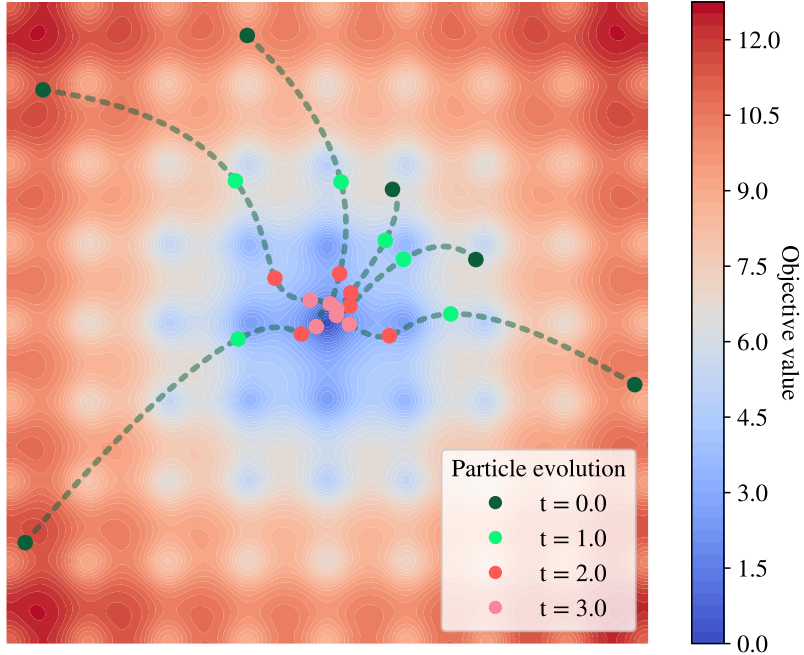 12.0
10.5
9.0
7.5
6.0
4.5
3.0
1.5
0.0
Objective value
Particle evolution
t = 0.0
t = 1.0
t = 2.0
t = 3.0